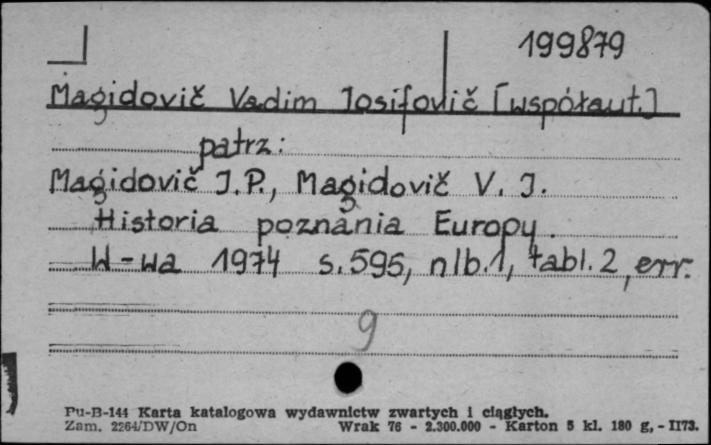 199879
Magidovič Vadim Iosifovič [współaut.]
patrz:
Magidovič I.P., Magidovič V. I.
Historia poznania Europy.
W-wa 1974 s. 595, nlb.1, tabl. 2, err.
9
Pu-B-144 Karta katalogowa wydawnictw zwartych i ciągłych.
Zam. 2264/DW/On Wrak 76 - 2.300.000 - Karton 5 kl. 180 g, - II73.